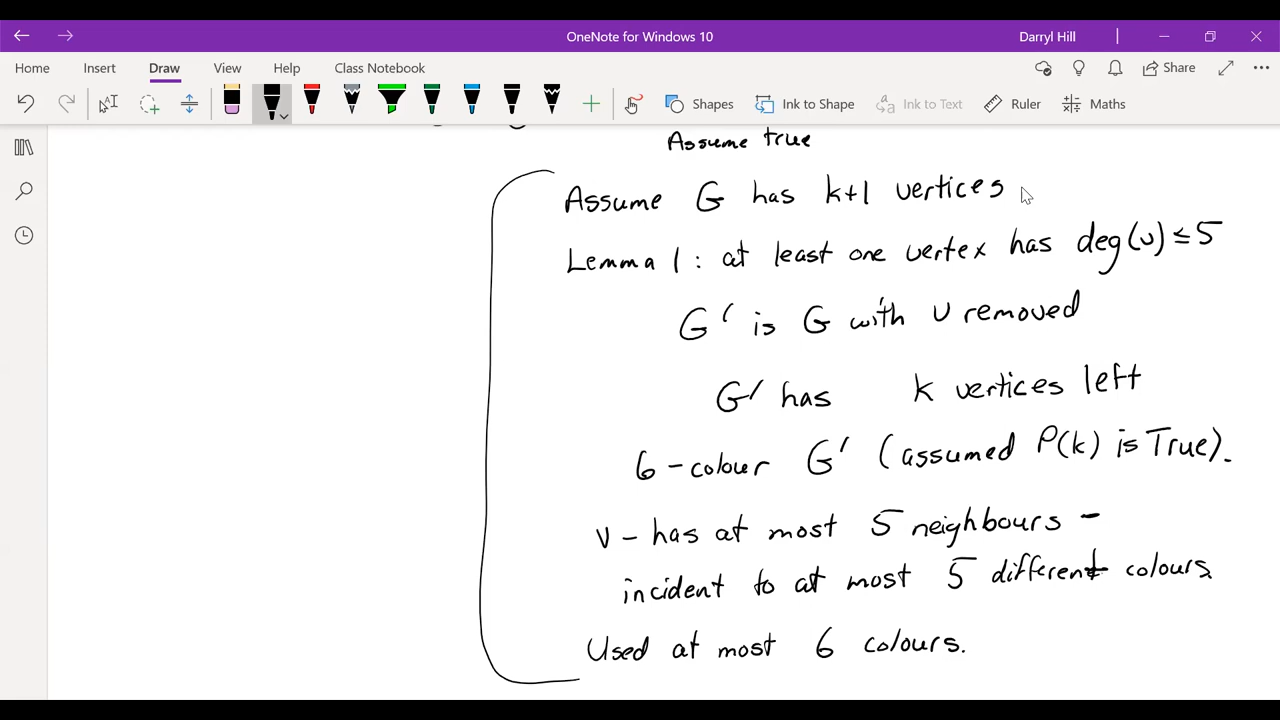 OneNote for Windows 10
Darryl Hill
Home Insert Draw View Help Class Notebook
Share
Shapes Ink to Shape Ink to Text Ruler Maths
Assume true
Assume G has k+1 vertices
Lemma 1: at least one vertex has deg(v) ≤ 5
G' is G with v removed
G' has k vertices left
6-colour G' (assumed P(k) is True).
v - has at most 5 neighbours -
incident to at most 5 different colours.
Used at most 6 colours.